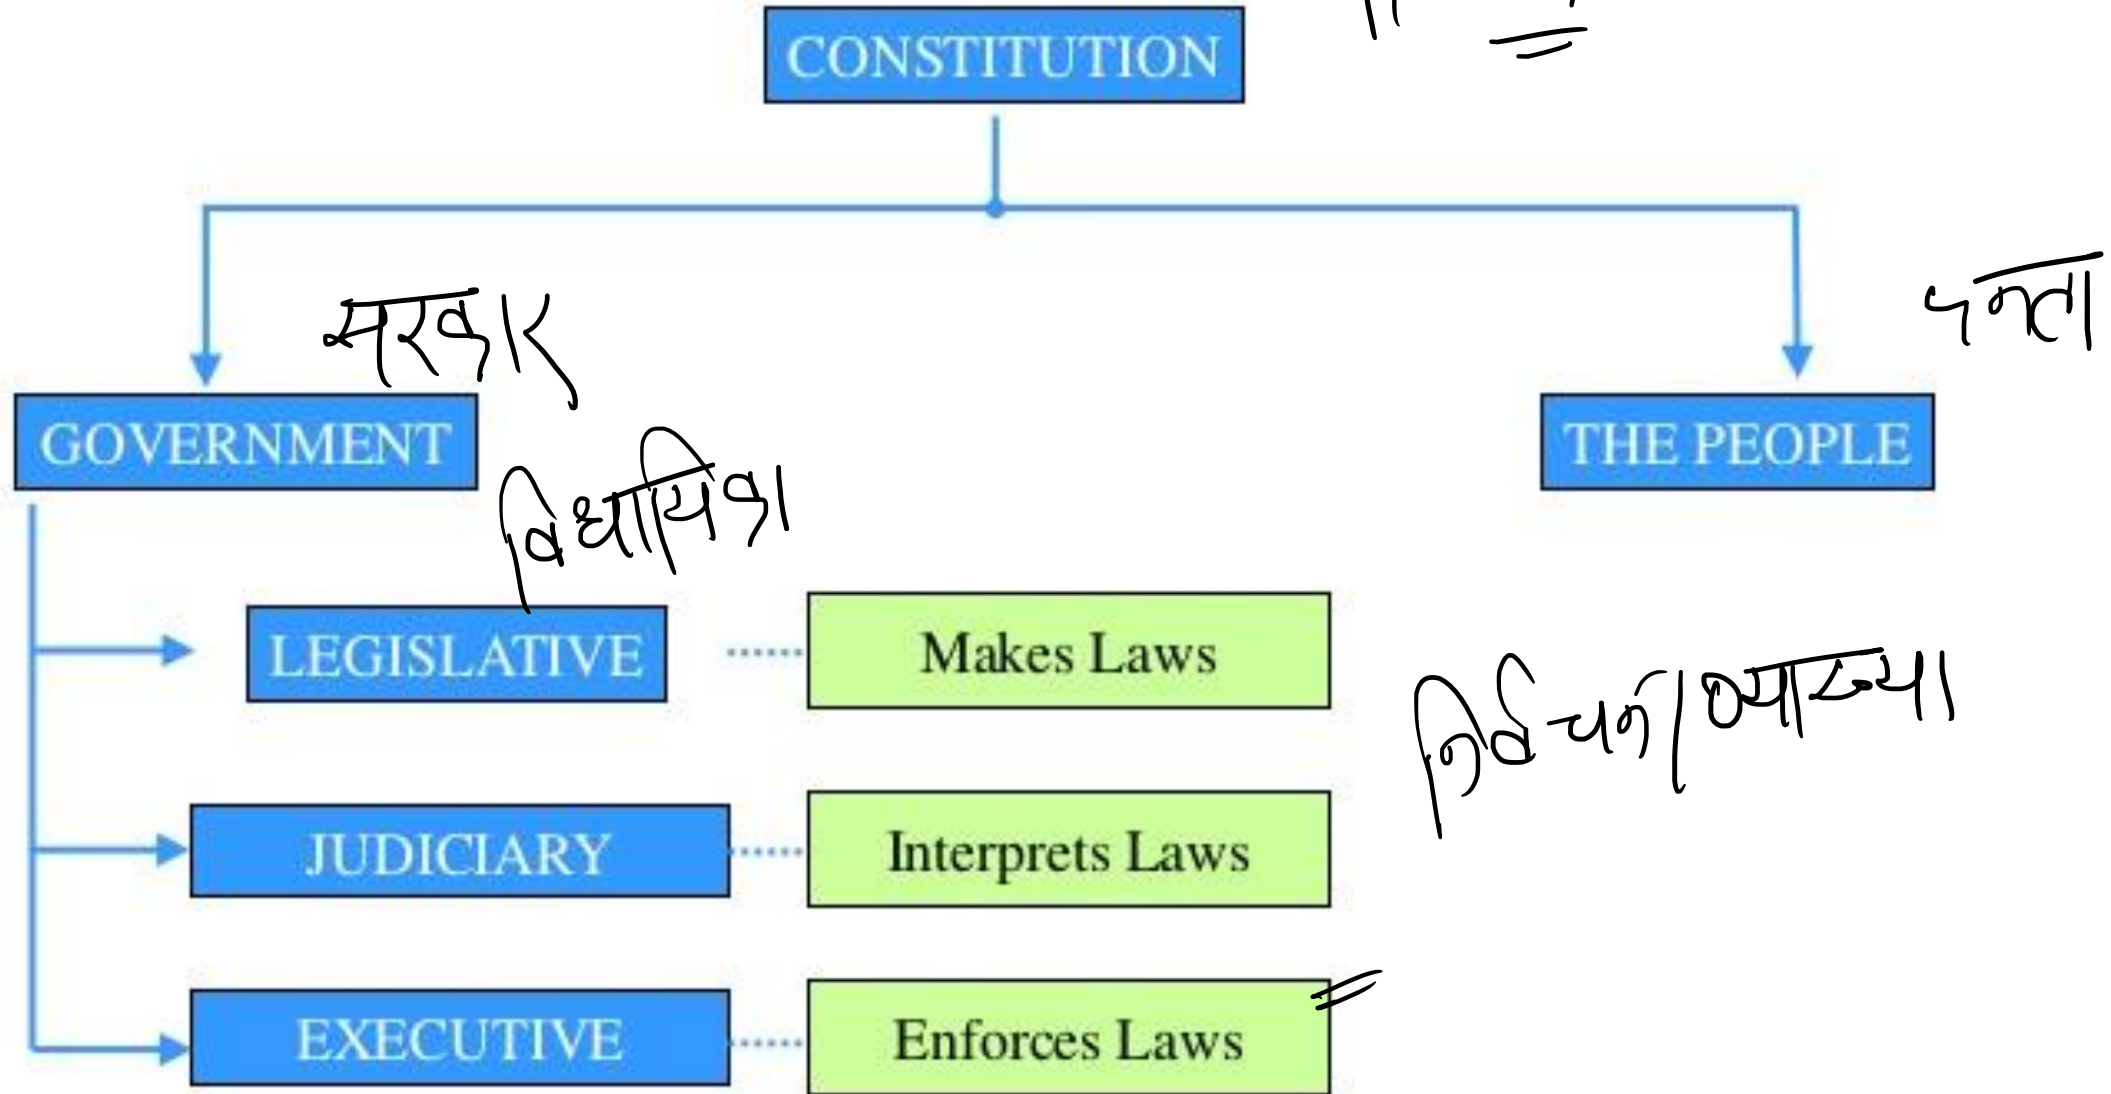 CONSTITUTION
सरकार
जनता
GOVERNMENT
THE PEOPLE
विधायिका
LEGISLATIVE
Makes Laws
निर्वचन/व्याख्या
JUDICIARY
Interprets Laws
EXECUTIVE
Enforces Laws